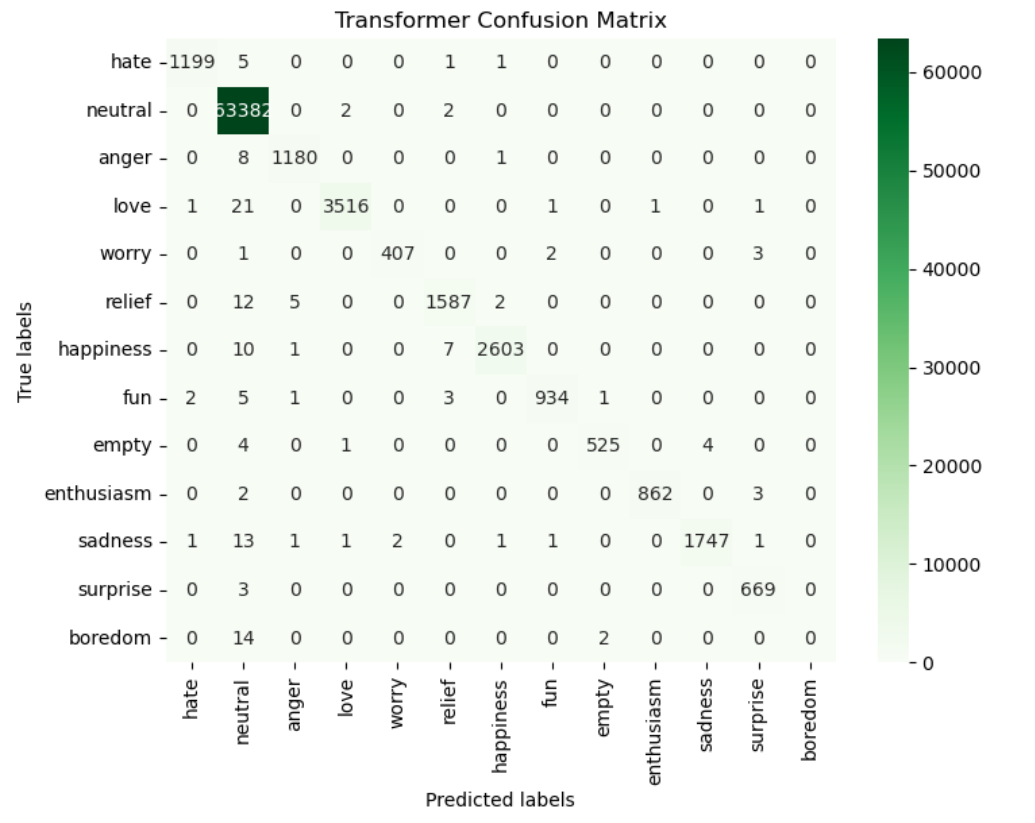 Transformer Confusion Matrix
hate 1199 5 0 0 0 1 1 0 0 0 0 0 0
neutral 0 63382 0 2 0 2 0 0 0 0 0 0 0
anger 0 8 1180 0 0 0 1 0 0 0 0 0 0
love 1 21 0 3516 0 0 0 1 0 1 0 1 0
worry 0 1 0 0 407 0 0 2 0 0 0 3 0
relief 0 12 5 0 0 1587 2 0 0 0 0 0 0
happiness 0 10 1 0 0 7 2603 0 0 0 0 0 0
fun 2 5 1 0 0 3 0 934 1 0 0 0 0
empty 0 4 0 1 0 0 0 0 525 0 4 0 0
enthusiasm 0 2 0 0 0 0 0 0 0 862 0 3 0
sadness 1 13 1 1 2 0 1 1 0 0 1747 1 0
surprise 0 3 0 0 0 0 0 0 0 0 0 669 0
boredom 0 14 0 0 0 0 0 0 2 0 0 0 0
hate neutral anger love worry relief happiness fun empty enthusiasm sadness surprise boredom
Predicted labels
True labels
60000
50000
40000
30000
20000
10000
0